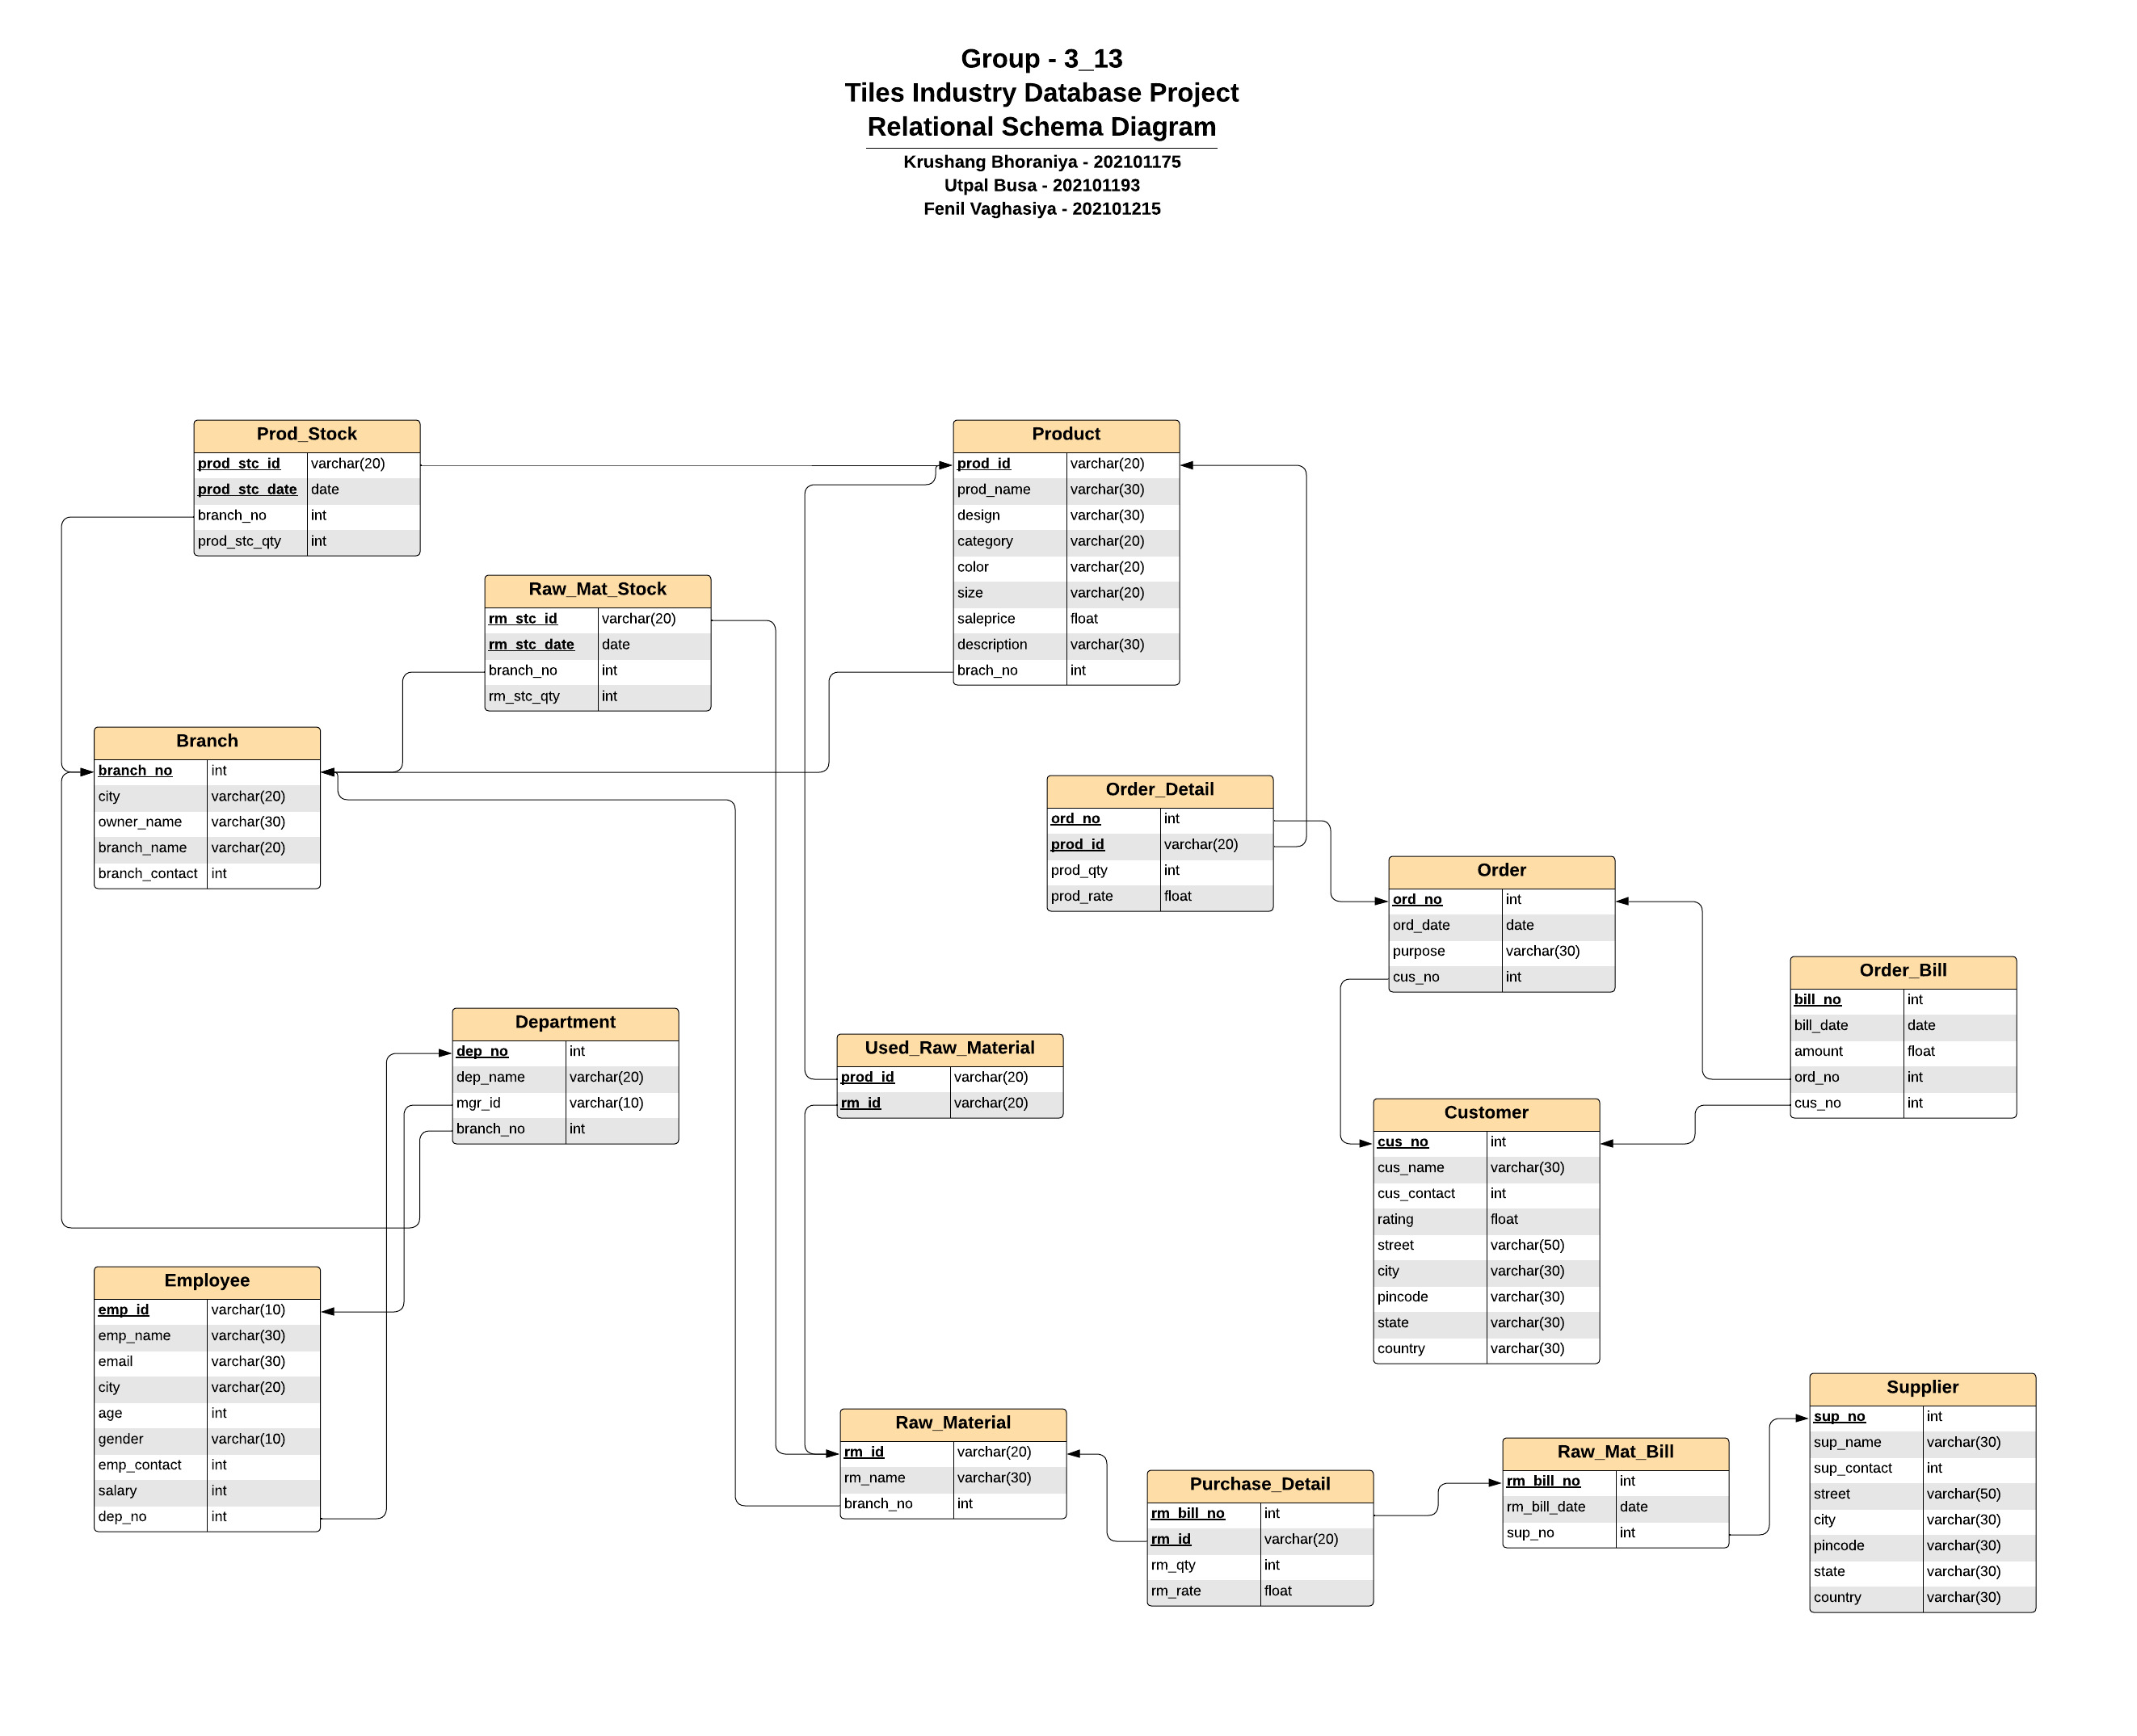 Group - 3_13
Tiles Industry Database Project
Relational Schema Diagram
Krushang Bhoraniya - 202101175
Utpal Busa - 202101193
Fenil Vaghasiya - 202101215
Prod_Stock
prod_stc_id varchar(20)
prod_stc_date date
branch_no int
prod_stc_qty int
Product
prod_id varchar(20)
prod_name varchar(30)
design varchar(30)
category varchar(20)
color varchar(20)
size varchar(20)
saleprice float
description varchar(30)
brach_no int
Raw_Mat_Stock
rm_stc_id varchar(20)
rm_stc_date date
branch_no int
rm_stc_qty int
Branch
branch_no int
city varchar(20)
owner_name varchar(30)
branch_name varchar(20)
branch_contact int
Order_Detail
ord_no int
prod_id varchar(20)
prod_qty int
prod_rate float
Order
ord_no int
ord_date date
purpose varchar(30)
cus_no int
Order_Bill
bill_no int
bill_date date
amount float
ord_no int
cus_no int
Department
dep_no int
dep_name varchar(20)
mgr_id varchar(10)
branch_no int
Used_Raw_Material
prod_id varchar(20)
rm_id varchar(20)
Customer
cus_no int
cus_name varchar(30)
cus_contact int
rating float
street varchar(50)
city varchar(30)
pincode varchar(30)
state varchar(30)
country varchar(30)
Employee
emp_id varchar(10)
emp_name varchar(30)
email varchar(30)
city varchar(20)
age int
gender varchar(10)
emp_contact int
salary int
dep_no int
Raw_Material
rm_id varchar(20)
rm_name varchar(30)
branch_no int
Purchase_Detail
rm_bill_no int
rm_id varchar(20)
rm_qty int
rm_rate float
Raw_Mat_Bill
rm_bill_no int
rm_bill_date date
sup_no int
Supplier
sup_no int
sup_name varchar(30)
sup_contact int
street varchar(50)
city varchar(30)
pincode varchar(30)
state varchar(30)
country varchar(30)